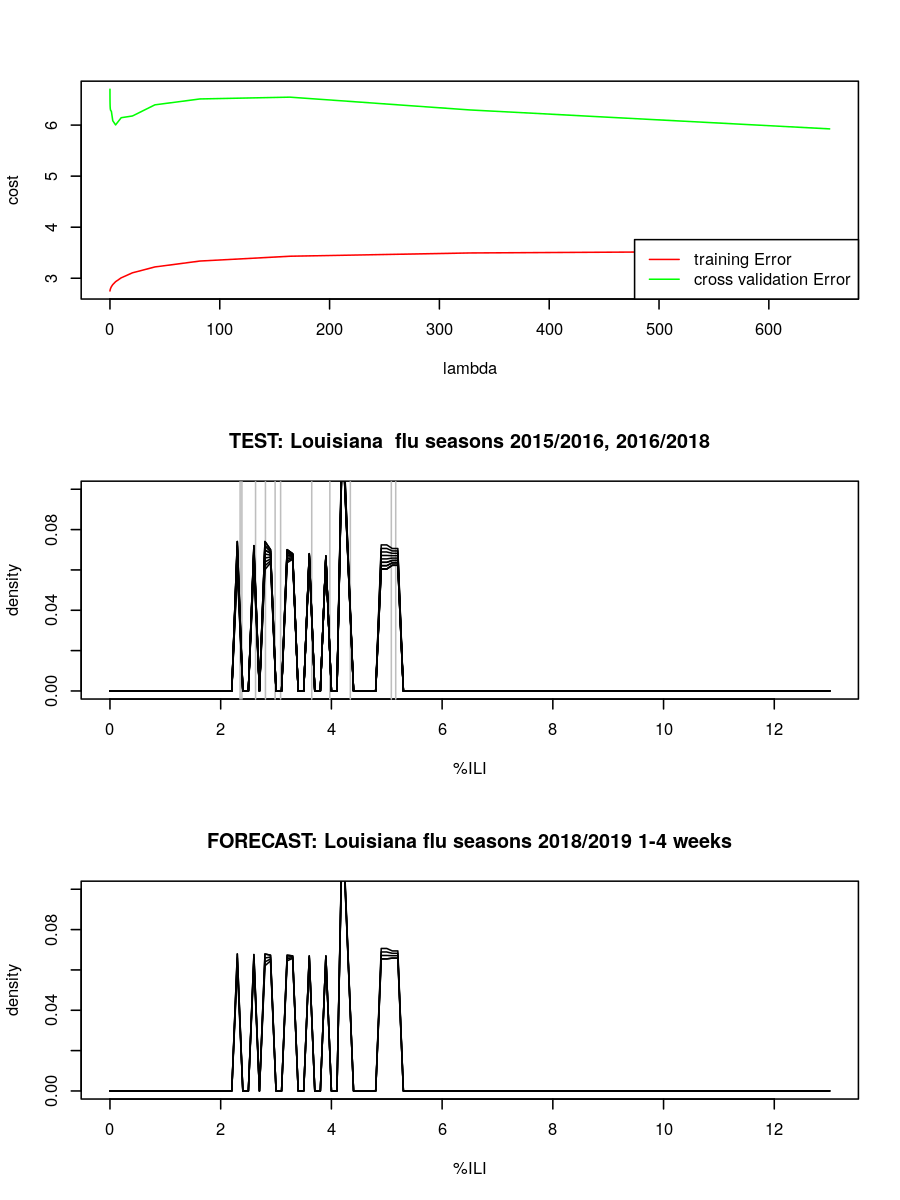 cost
6
5
4
3
training Error
cross validation Error
0 100 200 300 400 500 600
lambda
TEST: Louisiana  flu seasons 2015/2016, 2016/2018
density
0.08
0.04
0.00
0 2 4 6 8 10 12
%ILI
FORECAST: Louisiana flu seasons 2018/2019 1-4 weeks
density
0.08
0.04
0.00
0 2 4 6 8 10 12
%ILI